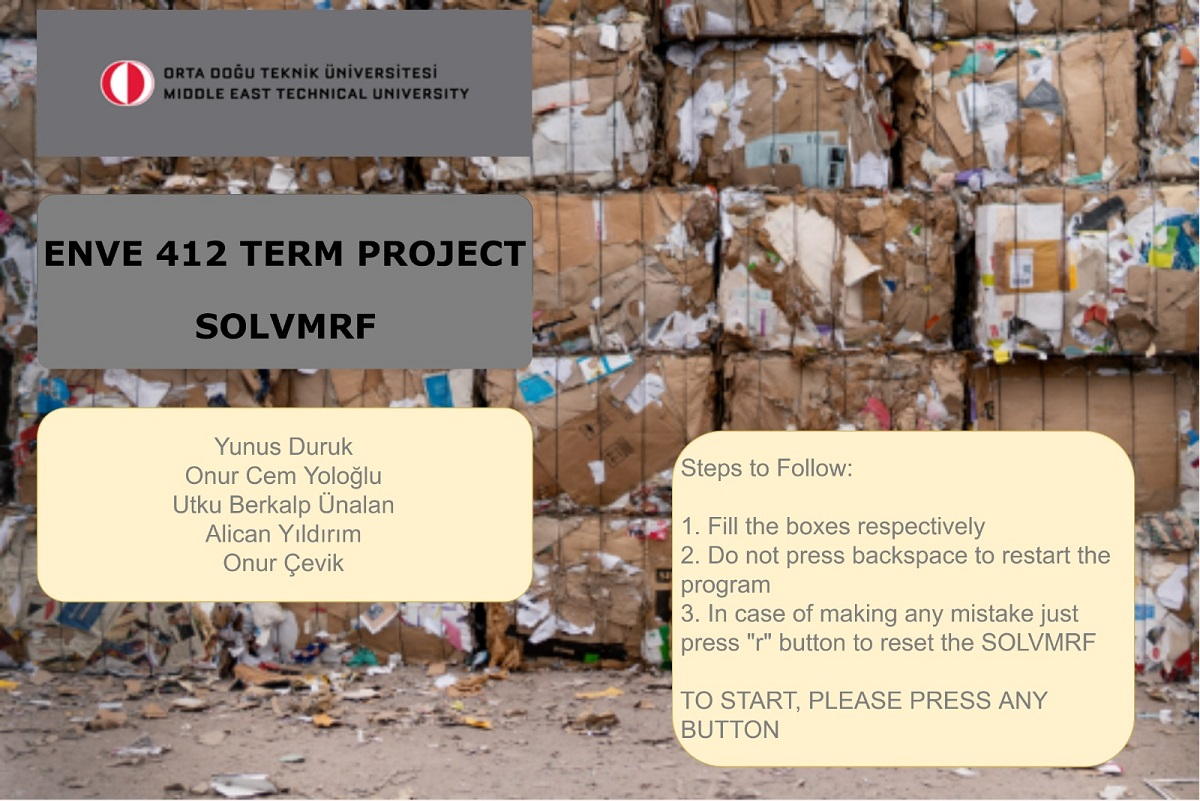 ORTA DOĞU TEKNİK ÜNİVERSİTESİ
MIDDLE EAST TECHNICAL UNIVERSITY
ENVE 412 TERM PROJECT
SOLVMRF
Yunus Duruk
Onur Cem Yoloğlu
Utku Berkalp Ünalan
Alican Yıldırım
Onur Çevik
Steps to Follow:
1. Fill the boxes respectively
2. Do not press backspace to restart the
program
3. In case of making any mistake just
press "r" button to reset the SOLVMRF
TO START, PLEASE PRESS ANY
BUTTON